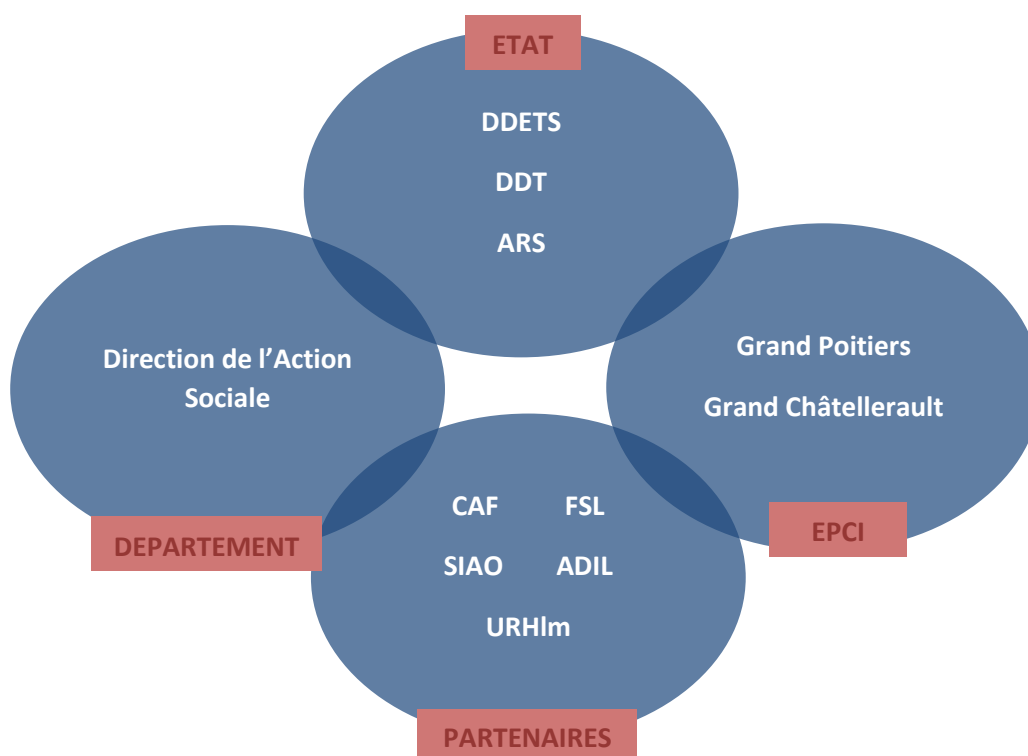 ETAT
DDETS
DDT
ARS
Direction de l’Action
Sociale
DEPARTEMENT
Grand Poitiers
Grand Châtellerault
EPCI
CAF FSL
SIAO ADIL
URHlm
PARTENAIRES